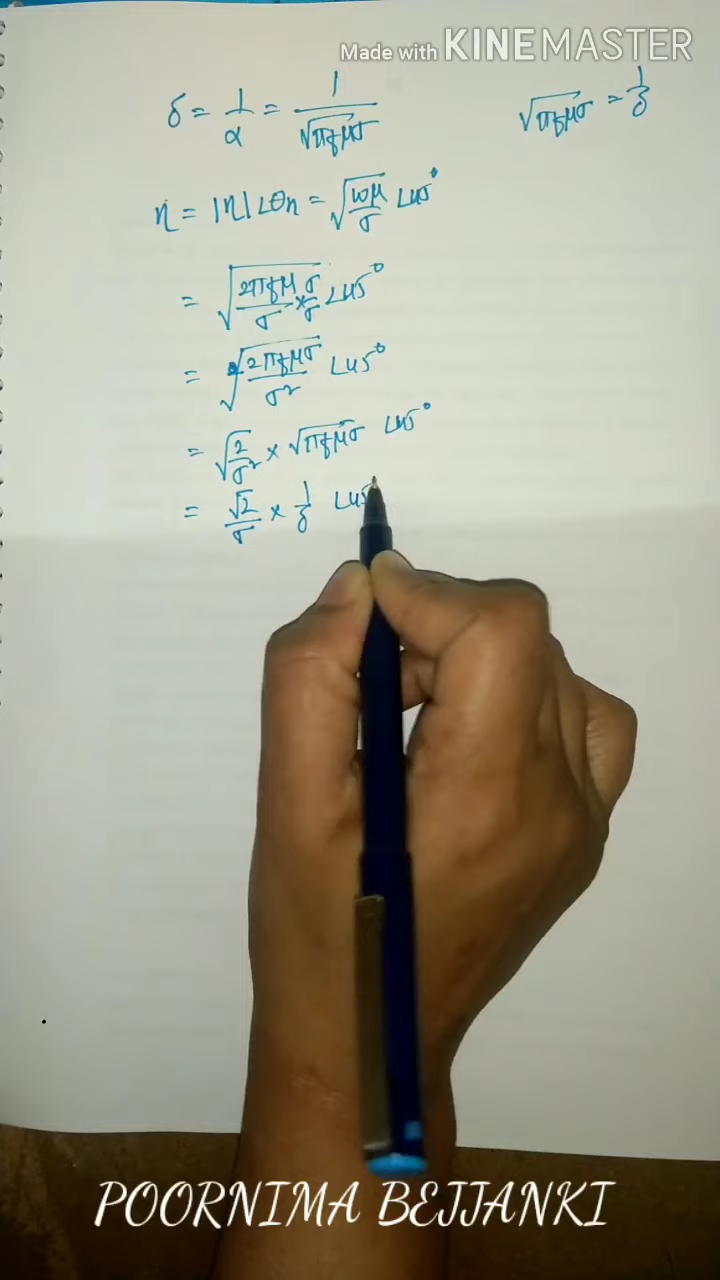 Made with KINEMASTER
δ = 1/α = 1/√(πfμσ) √(πfμσ) = 1/δ
η = |η| ∠θη = √(ωμ/σ) ∠45°
= √(2πfμ/σ × σ/σ) ∠45°
= √(2πfμσ/σ²) ∠45°
= √(2/σ²) × √(πfμσ) ∠45°
= √2/σ × 1/δ ∠45
POORNIMA BEJJANKI